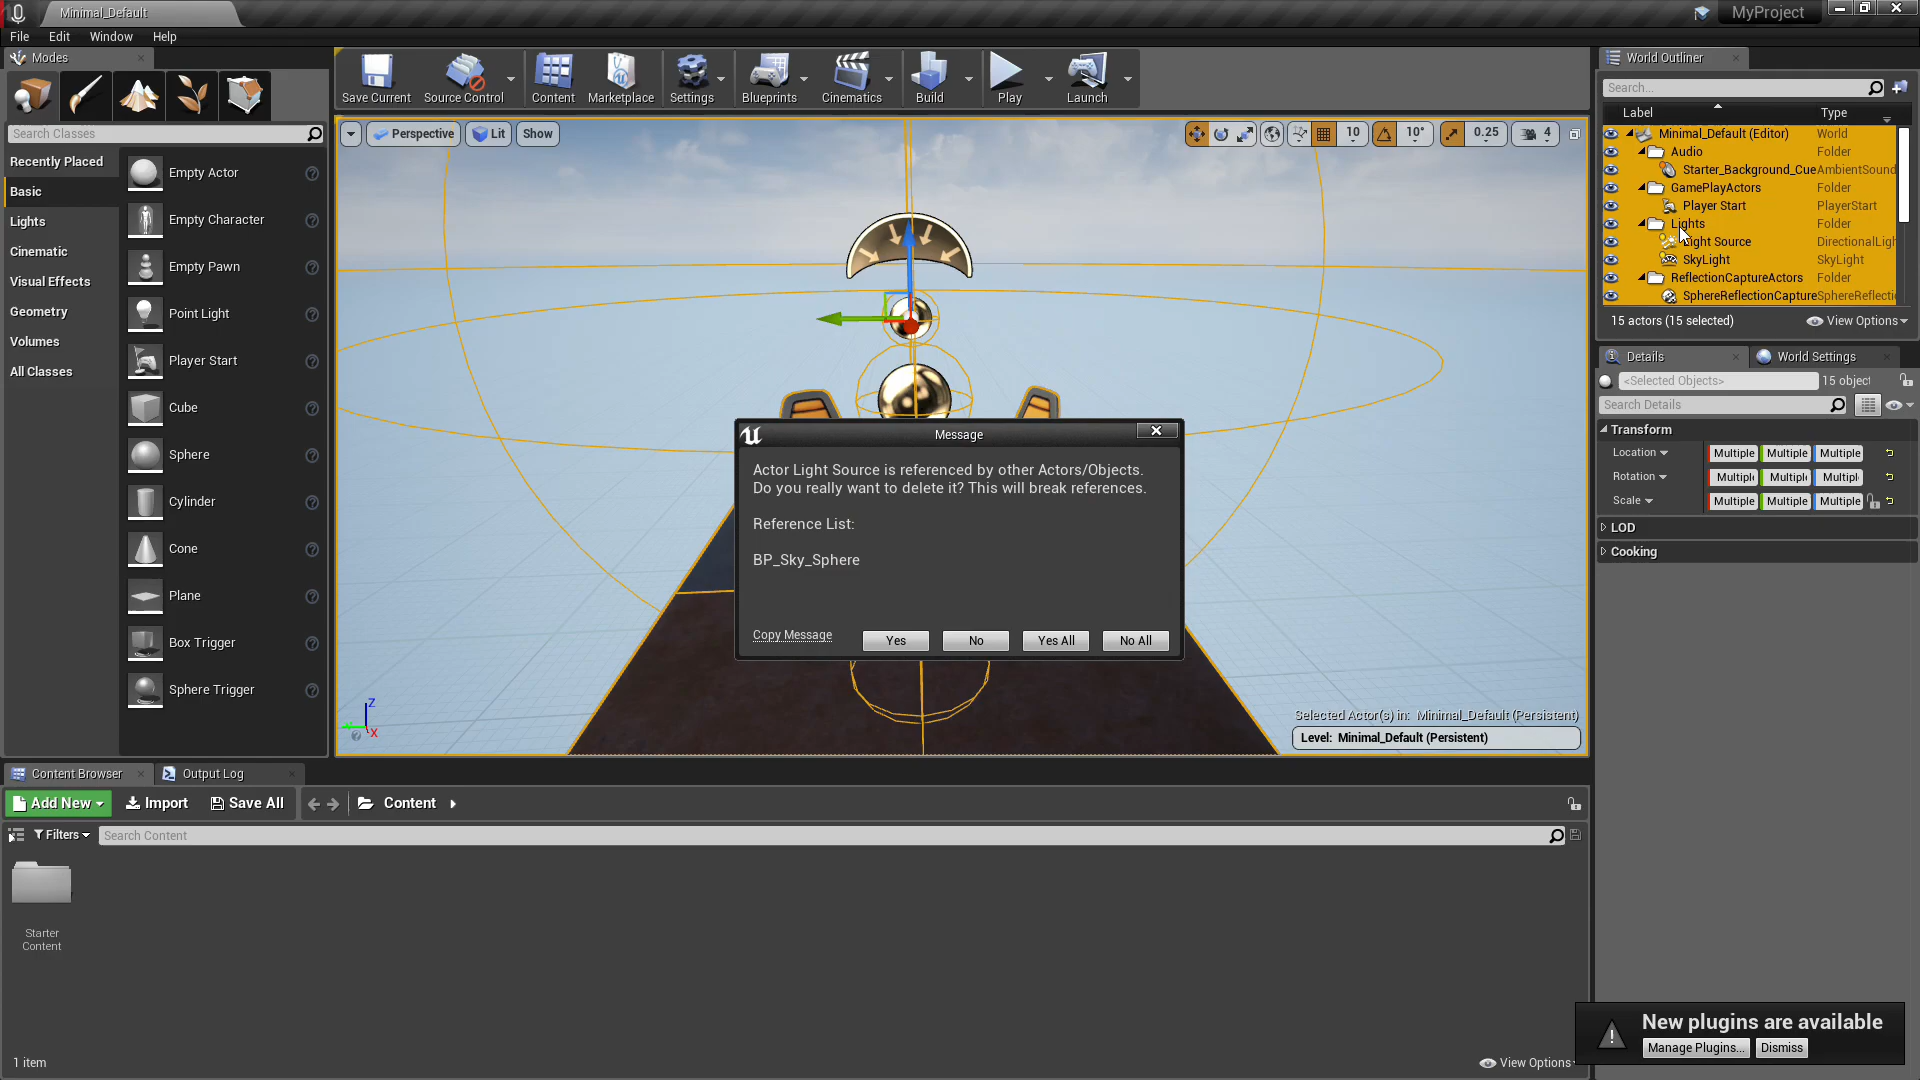 Minimal_Default
MyProject
File Edit Window Help
Modes
Search Classes
Recently Placed
Basic
Lights
Cinematic
Visual Effects
Geometry
Volumes
All Classes
Empty Actor
Empty Character
Empty Pawn
Point Light
Player Start
Cube
Sphere
Cylinder
Cone
Plane
Box Trigger
Sphere Trigger
Save Current Source Control Content Marketplace Settings Blueprints Cinematics Build Play Launch
Perspective Lit Show
10 10° 0.25 4
Message
Actor Light Source is referenced by other Actors/Objects.
Do you really want to delete it? This will break references.
Reference List:
BP_Sky_Sphere
Copy Message Yes No Yes All No All
Z
X
Selected Actor(s) in: Minimal_Default (Persistent)
Level: Minimal_Default (Persistent)
World Outliner
Search...
Label Type
Minimal_Default (Editor) World
Audio Folder
Starter_Background_Cue AmbientSound
GamePlayActors Folder
Player Start PlayerStart
Lights Folder
ight Source DirectionalLigh
SkyLight SkyLight
ReflectionCaptureActors Folder
SphereReflectionCapture SphereReflecti
15 actors (15 selected) View Options
Details World Settings
<Selected Objects> 15 object
Search Details
Transform
Location Multiple Multiple Multiple
Rotation Multipl Multipl Multipl
Scale Multiple Multiple Multiple
LOD
Cooking
Content Browser Output Log
Add New Import Save All Content
Filters Search Content
Starter
Content
1 item View Options
New plugins are available
Manage Plugins... Dismiss